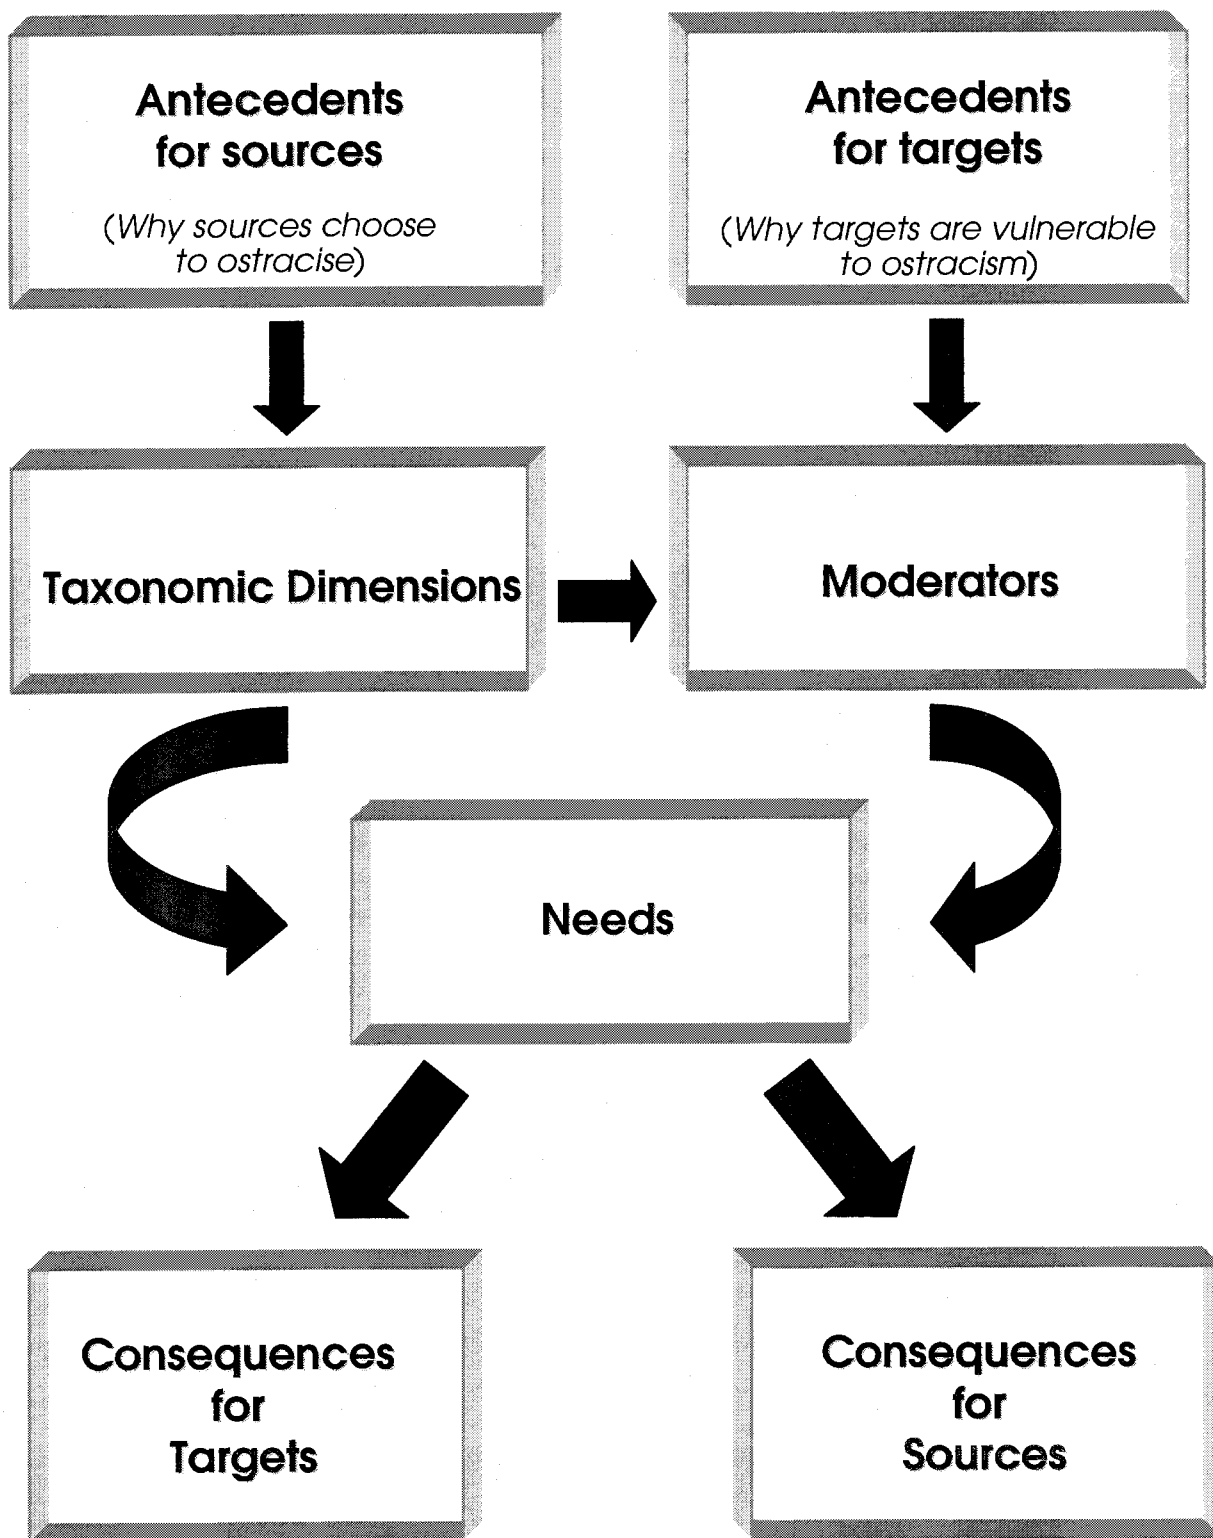 Antecedents
for sources
(Why sources choose
to ostracise)
Antecedents
for targets
(Why targets are vulnerable
to ostracism)
Taxonomic Dimensions
Moderators
Needs
Consequences
for
Targets
Consequences
for
Sources